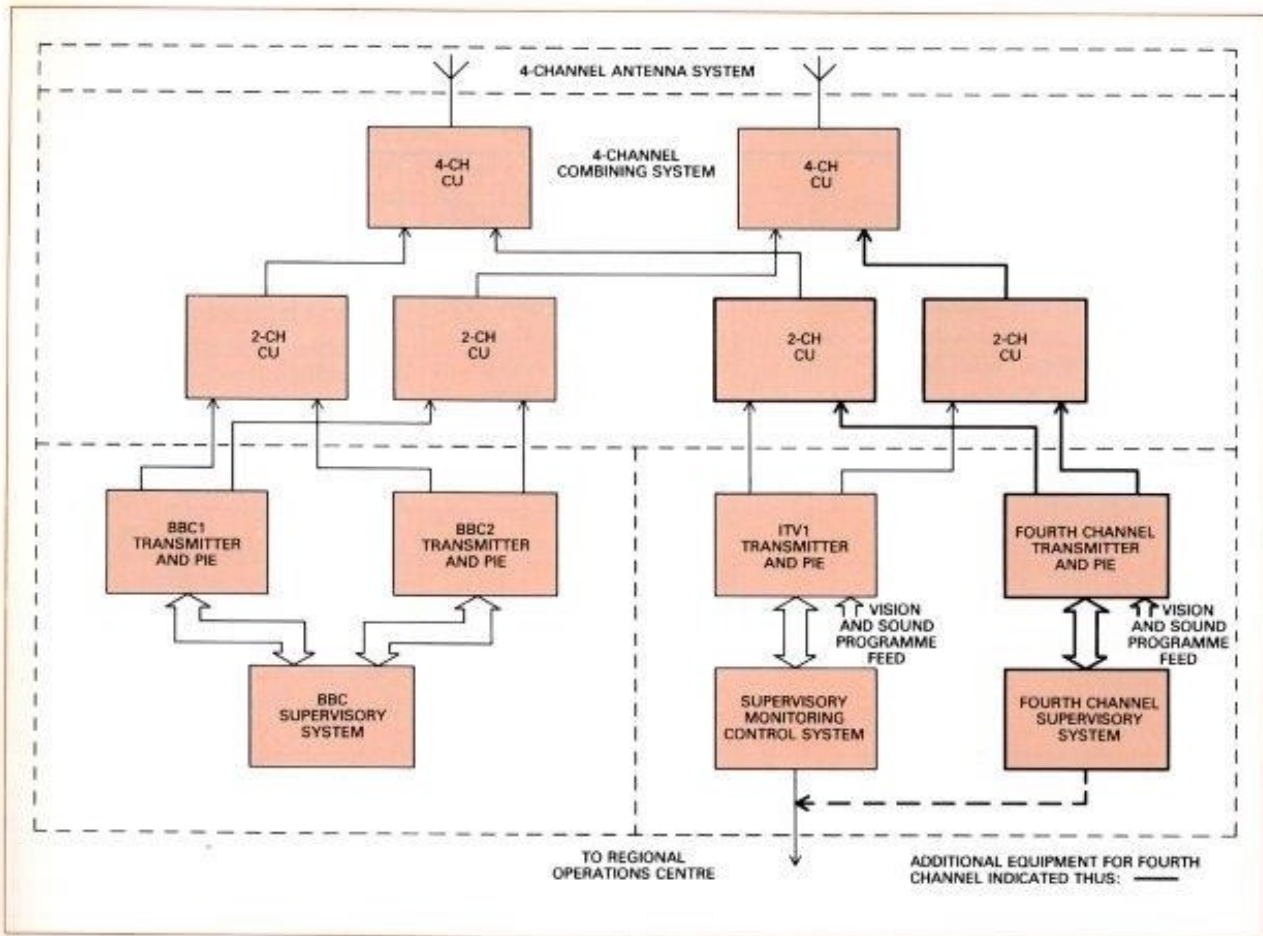 4-CHANNEL ANTENNA SYSTEM
4-CH
CU
4-CHANNEL
COMBINING SYSTEM
4-CH
CU
2-CH
CU
2-CH
CU
2-CH
CU
2-CH
CU
BBC1
TRANSMITTER
AND PIE
BBC2
TRANSMITTER
AND PIE
ITV1
TRANSMITTER
AND PIE
FOURTH CHANNEL
TRANSMITTER
AND PIE
VISION
AND SOUND
PROGRAMME
FEED
VISION
AND SOUND
PROGRAMME
FEED
BBC
SUPERVISORY
SYSTEM
SUPERVISORY
MONITORING
CONTROL SYSTEM
FOURTH CHANNEL
SUPERVISORY
SYSTEM
TO REGIONAL
OPERATIONS CENTRE
ADDITIONAL EQUIPMENT FOR FOURTH
CHANNEL INDICATED THUS: